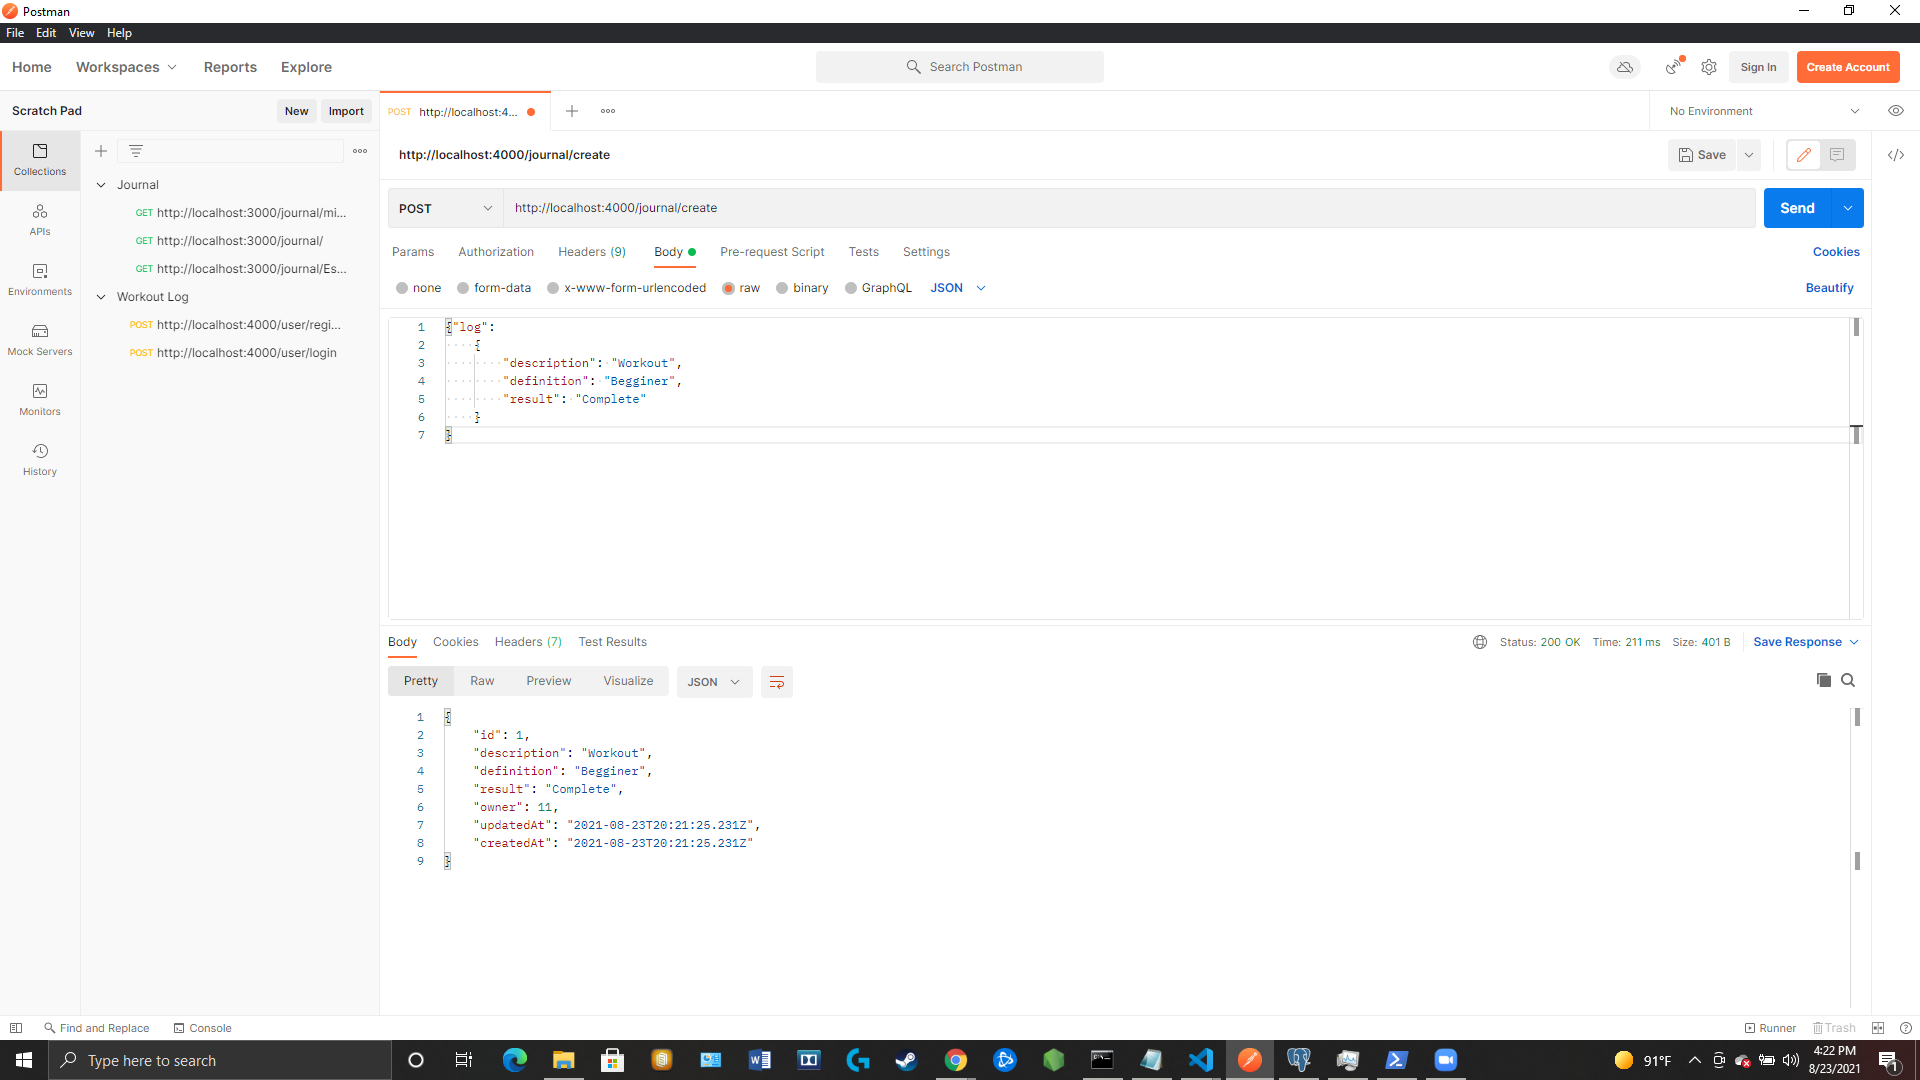 Postman
File Edit View Help
Home Workspaces Reports Explore Search Postman Sign In Create Account
Scratch Pad New Import POST http://localhost:4... No Environment
http://localhost:4000/journal/create Save
Collections
APIs
Environments
Mock Servers
Monitors
History
Journal
GET http://localhost:3000/journal/mi...
GET http://localhost:3000/journal/
GET http://localhost:3000/journal/Es...
Workout Log
POST http://localhost:4000/user/regi...
POST http://localhost:4000/user/login
POST http://localhost:4000/journal/create Send
Params Authorization Headers (9) Body Pre-request Script Tests Settings Cookies
none form-data x-www-form-urlencoded raw binary GraphQL JSON Beautify
1 {"log":
2 {
3 "description": "Workout",
4 "definition": "Begginer",
5 "result": "Complete"
6 }
7 }
Body Cookies Headers (7) Test Results Status: 200 OK Time: 211 ms Size: 401 B Save Response
Pretty Raw Preview Visualize JSON
1 {
2 "id": 1,
3 "description": "Workout",
4 "definition": "Begginer",
5 "result": "Complete",
6 "owner": 11,
7 "updatedAt": "2021-08-23T20:21:25.231Z",
8 "createdAt": "2021-08-23T20:21:25.231Z"
9 }
Find and Replace Console Runner Trash
Type here to search 91°F 4:22 PM
8/23/2021 1